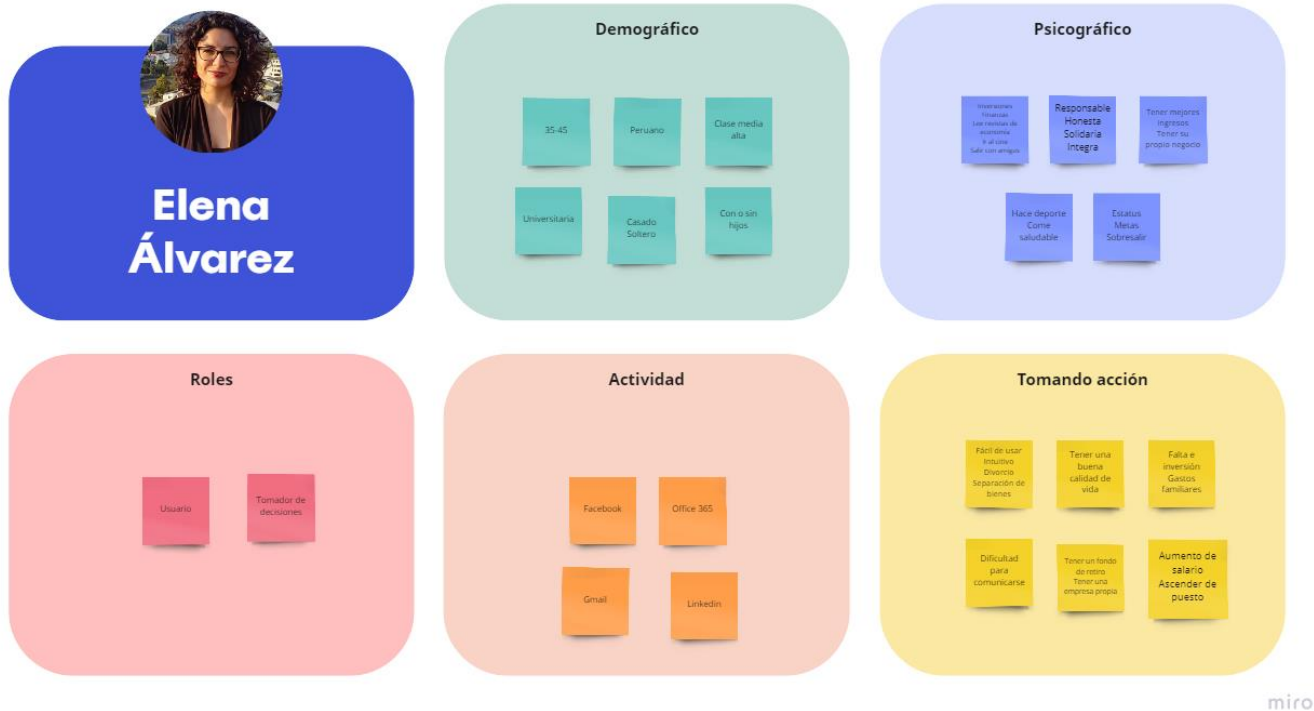 Elena
Álvarez
Demográfico
35-45
Peruano
Clase media
alta
Universitaria
Casado
Soltero
Con o sin
hijos
Psicográfico
Inversiones
Finanzas
Lee revistas de
economía
Ir al cine
Salir con amigos
Responsable
Honesta
Solidaria
Integra
Tener mejores
ingresos
Tener su
propio negocio
Hace deporte
Come
saludable
Estatus
Metas
Sobresalir
Roles
Usuario
Tomador de
decisiones
Actividad
Facebook
Office 365
Gmail
Linkedin
Tomando acción
Fácil de usar
Intuitivo
Divorcio
Separación de
bienes
Tener una
buena
calidad de
vida
Falta e
inversión
Gastos
familiares
Dificultad
para
comunicarse
Tener un fondo
de retiro
Tener una
empresa propia
Aumento de
salario
Ascender de
puesto
miro